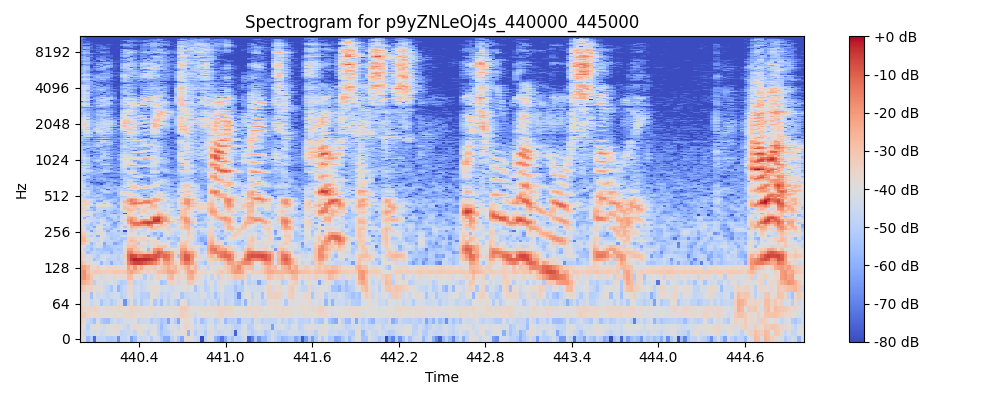 Spectrogram for p9yZNLeOj4s_440000_445000
8192
4096
2048
1024
512
256
128
64
0
Hz
440.4 441.0 441.6 442.2 442.8 443.4 444.0 444.6
Time
+0 dB
-10 dB
-20 dB
-30 dB
-40 dB
-50 dB
-60 dB
-70 dB
-80 dB